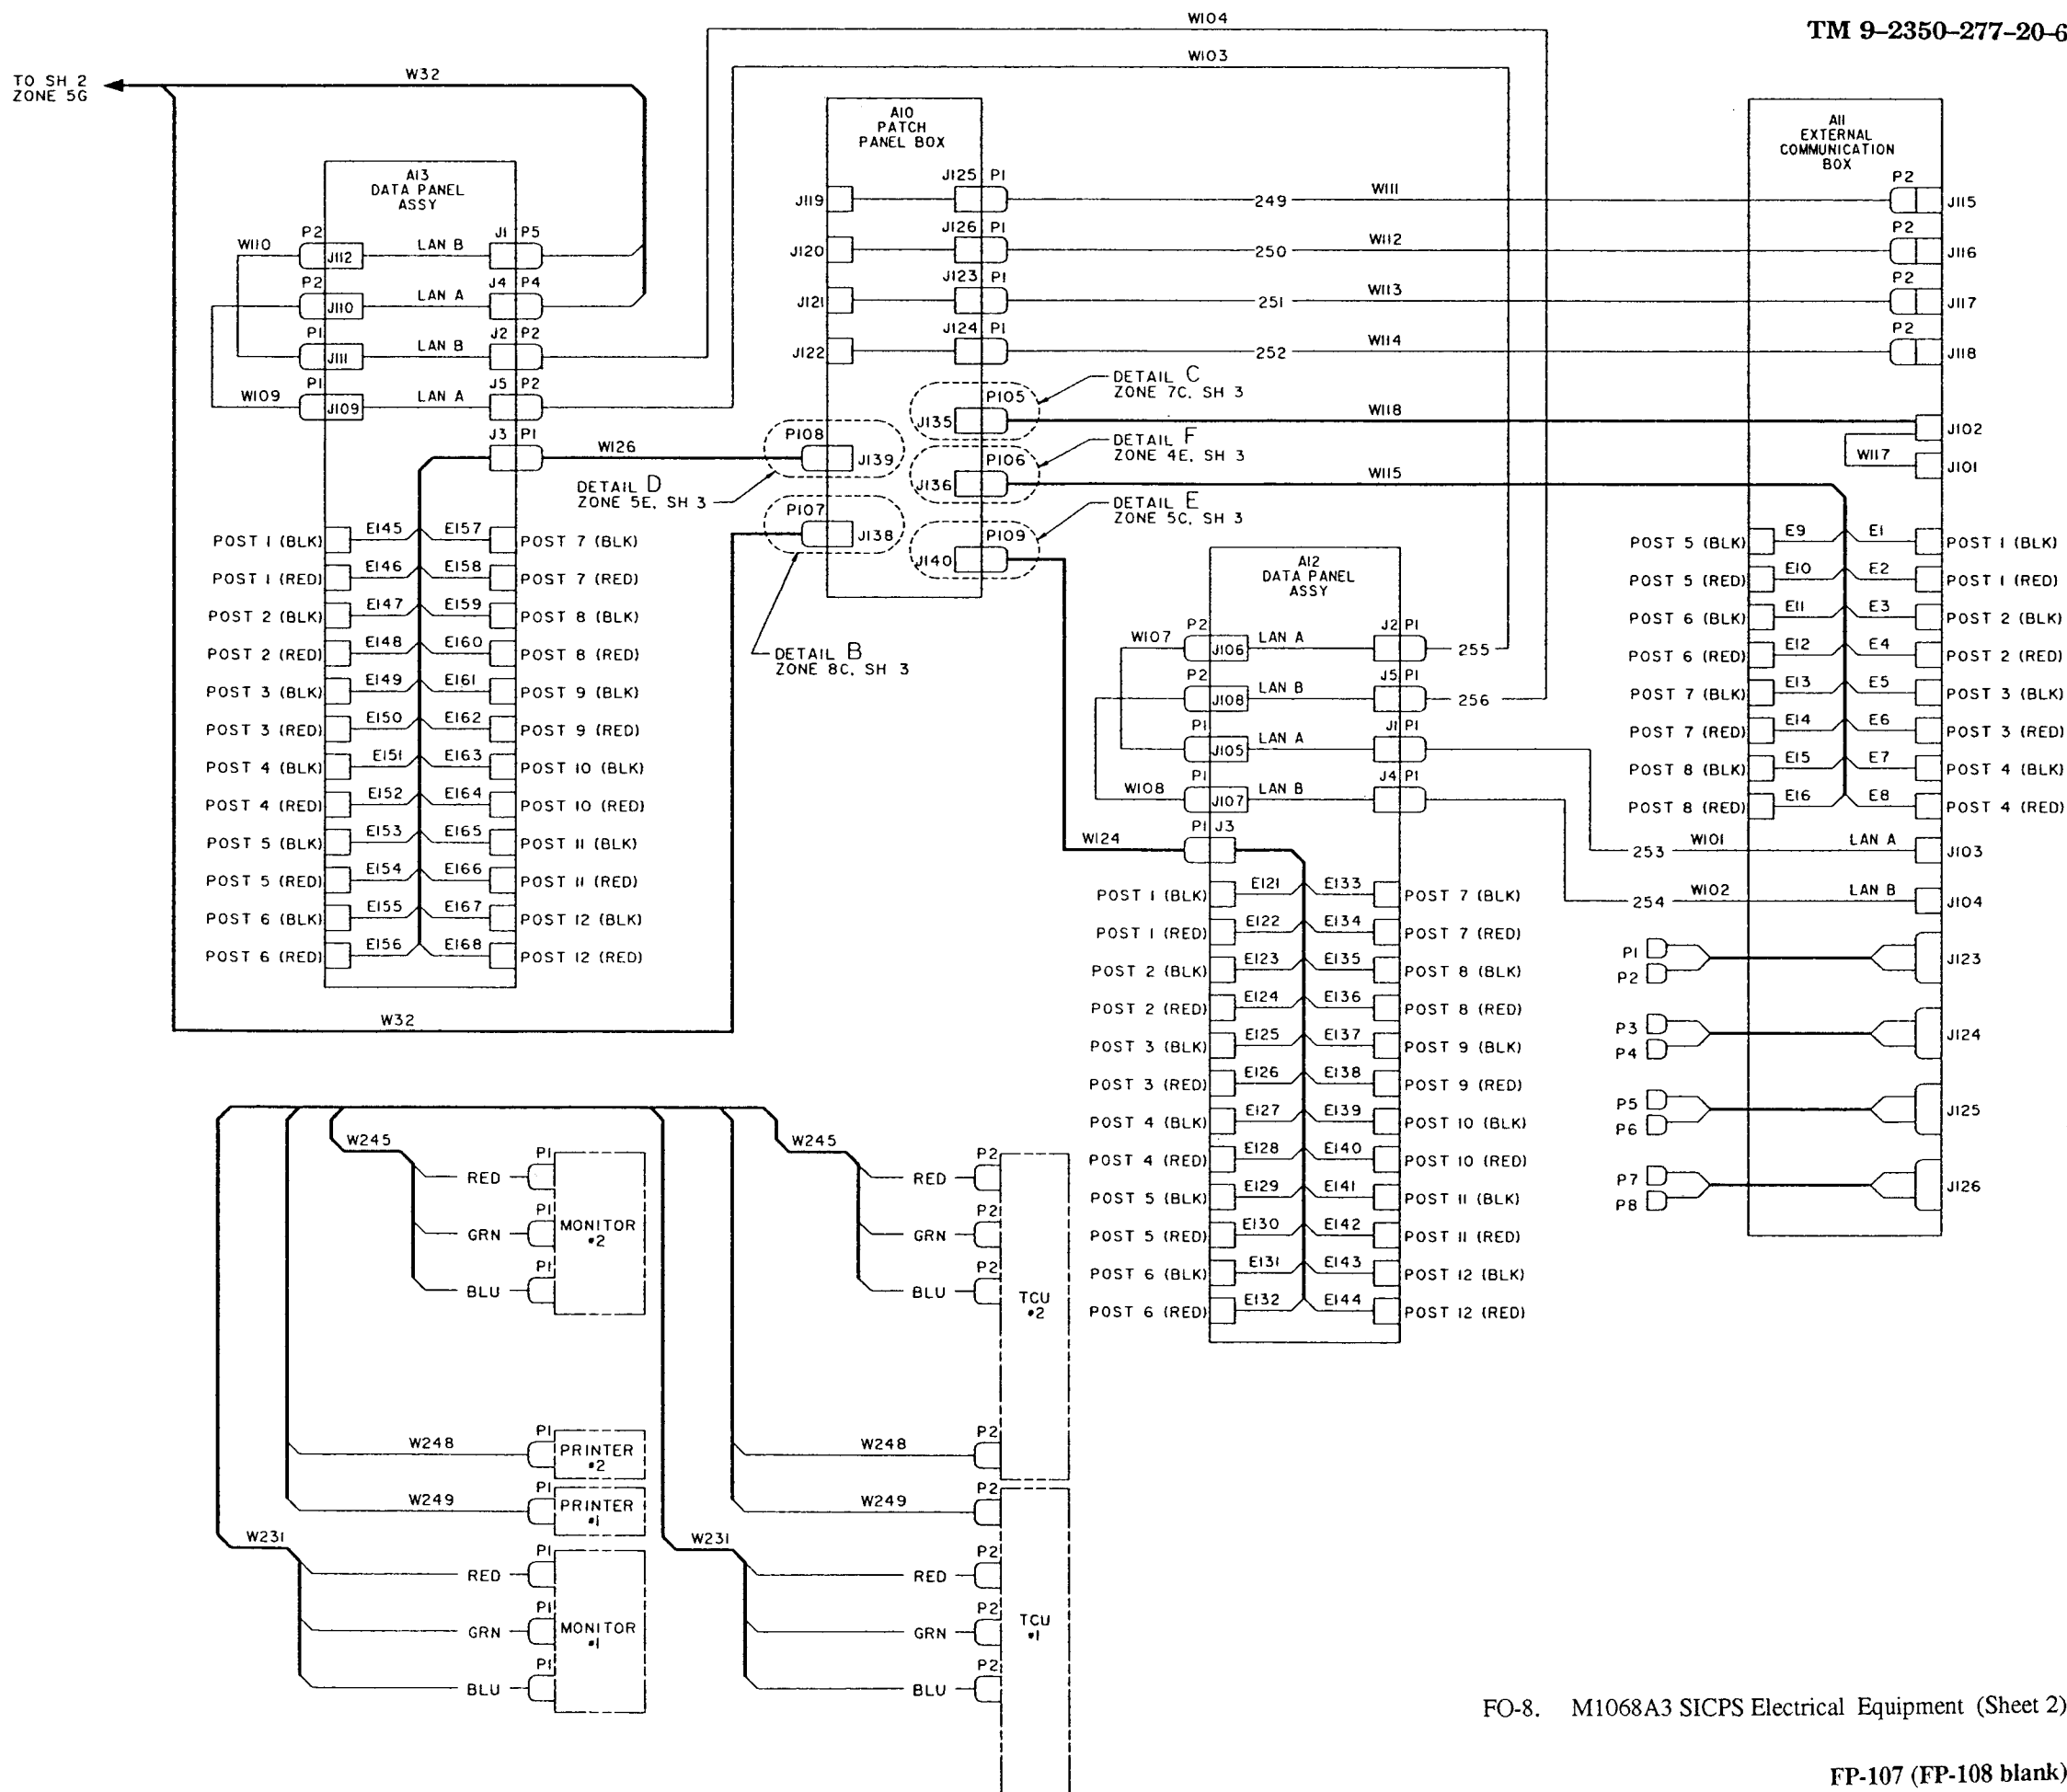 TM 9–2350–277–20–6
W104
W103
TO SH 2
ZONE 5G
W32
A13
DATA PANEL
ASSY
W110
P2
J112
LAN B
J1
P5
P2
J110
LAN A
J4
P4
P1
J111
LAN B
J2
P2
W109
P1
J109
LAN A
J5
P2
J3
P1
W126
POST 1 (BLK)
E145
E157
POST 7 (BLK)
POST 1 (RED)
E146
E158
POST 7 (RED)
POST 2 (BLK)
E147
E159
POST 8 (BLK)
POST 2 (RED)
E148
E160
POST 8 (RED)
POST 3 (BLK)
E149
E161
POST 9 (BLK)
POST 3 (RED)
E150
E162
POST 9 (RED)
POST 4 (BLK)
E151
E163
POST 10 (BLK)
POST 4 (RED)
E152
E164
POST 10 (RED)
POST 5 (BLK)
E153
E165
POST 11 (BLK)
POST 5 (RED)
E154
E166
POST 11 (RED)
POST 6 (BLK)
E155
E167
POST 12 (BLK)
POST 6 (RED)
E156
E168
POST 12 (RED)
W32
A10
PATCH
PANEL BOX
J119
J125
P1
249
W111
J120
J126
P1
250
W112
J121
J123
P1
251
W113
J122
J124
P1
252
W114
DETAIL C
ZONE 7C, SH 3
P105
J135
W118
P108
J139
DETAIL F
ZONE 4E, SH 3
P106
J136
W115
DETAIL D
ZONE 5E, SH 3
P107
J138
DETAIL E
ZONE 5C, SH 3
P109
J140
DETAIL B
ZONE 8C, SH 3
A11
EXTERNAL
COMMUNICATION
BOX
P2
J115
P2
J116
P2
J117
P2
J118
J102
W117
J101
POST 5 (BLK)
E9
E1
POST 1 (BLK)
POST 5 (RED)
E10
E2
POST 1 (RED)
POST 6 (BLK)
E11
E3
POST 2 (BLK)
POST 6 (RED)
E12
E4
POST 2 (RED)
POST 7 (BLK)
E13
E5
POST 3 (BLK)
POST 7 (RED)
E14
E6
POST 3 (RED)
POST 8 (BLK)
E15
E7
POST 4 (BLK)
POST 8 (RED)
E16
E8
POST 4 (RED)
253
W101
LAN A
J103
254
W102
LAN B
J104
P1
P2
J123
P3
P4
J124
P5
P6
J125
P7
P8
J126
A12
DATA PANEL
ASSY
W107
P2
J106
LAN A
J2
P1
255
P2
J108
LAN B
J5
P1
256
P1
J105
LAN A
J1
P1
W108
P1
J107
LAN B
J4
P1
W124
P1
J3
POST 1 (BLK)
E121
E133
POST 7 (BLK)
POST 1 (RED)
E122
E134
POST 7 (RED)
POST 2 (BLK)
E123
E135
POST 8 (BLK)
POST 2 (RED)
E124
E136
POST 8 (RED)
POST 3 (BLK)
E125
E137
POST 9 (BLK)
POST 3 (RED)
E126
E138
POST 9 (RED)
POST 4 (BLK)
E127
E139
POST 10 (BLK)
POST 4 (RED)
E128
E140
POST 10 (RED)
POST 5 (BLK)
E129
E141
POST 11 (BLK)
POST 5 (RED)
E130
E142
POST 11 (RED)
POST 6 (BLK)
E131
E143
POST 12 (BLK)
POST 6 (RED)
E132
E144
POST 12 (RED)
W245
RED
P1
GRN
P1
BLU
P1
MONITOR
#2
W248
P1
PRINTER
#2
W249
P1
PRINTER
#1
W231
RED
P1
GRN
P1
BLU
P1
MONITOR
#1
W245
RED
P2
GRN
P2
BLU
P2
TCU
#2
W248
P2
W249
P2
W231
RED
P2
GRN
P2
BLU
P2
TCU
#1
FO-8. M1068A3 SICPS Electrical Equipment (Sheet 2)
FP-107 (FP-108 blank)